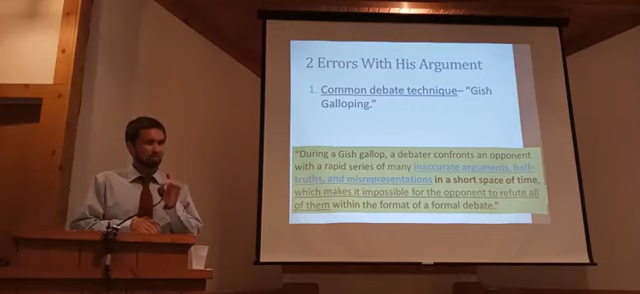 2 Errors With His Argument
1. Common debate technique– "Gish
Galloping."
"During a Gish gallop, a debater confronts an opponent
with a rapid series of many inaccurate arguments, half-
truths, and misrepresentations in a short space of time,
which makes it impossible for the opponent to refute all
of them within the format of a formal debate."